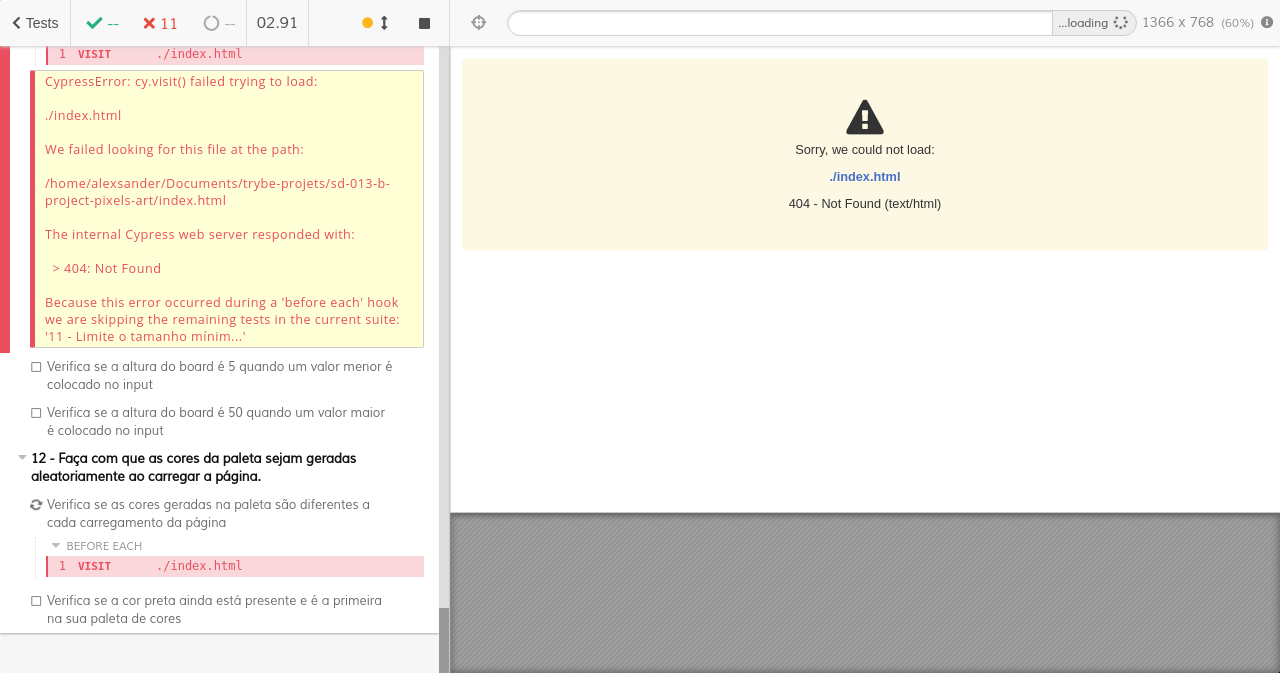 Tests -- 11 -- 02.91 ...loading 1366 x 768 (60%)
1 VISIT ./index.html
CypressError: cy.visit() failed trying to load:
./index.html
We failed looking for this file at the path:
/home/alexsander/Documents/trybe-projets/sd-013-b-
project-pixels-art/index.html
The internal Cypress web server responded with:
> 404: Not Found
Because this error occurred during a 'before each' hook
we are skipping the remaining tests in the current suite:
'11 - Limite o tamanho mínim...'
Verifica se a altura do board é 5 quando um valor menor é
colocado no input
Verifica se a altura do board é 50 quando um valor maior
é colocado no input
12 - Faça com que as cores da paleta sejam geradas
aleatoriamente ao carregar a página.
Verifica se as cores geradas na paleta são diferentes a
cada carregamento da página
BEFORE EACH
1 VISIT ./index.html
Verifica se a cor preta ainda está presente e é a primeira
na sua paleta de cores
Sorry, we could not load:
./index.html
404 - Not Found (text/html)